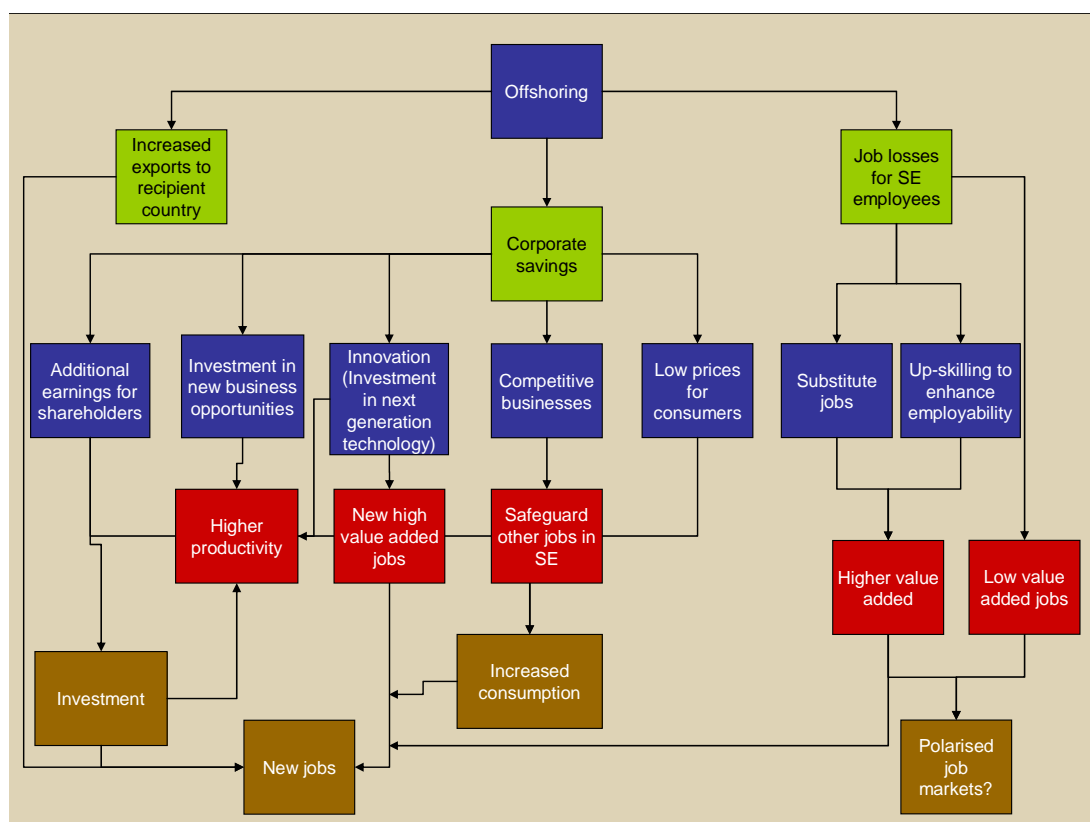 Offshoring
Increased
exports to
recipient
country
Job losses
for SE
employees
Corporate
savings
Additional
earnings for
shareholders
Investment in
new business
opportunities
Innovation
(Investment
in next
generation
technology)
Competitive
businesses
Low prices for
consumers
Substitute
jobs
Up-skilling to
enhance
employability
Higher
productivity
New high
value added
jobs
Safeguard
other jobs in
SE
Higher value
added
Low value
added jobs
Investment
Increased
consumption
New jobs
Polarised
job
markets?